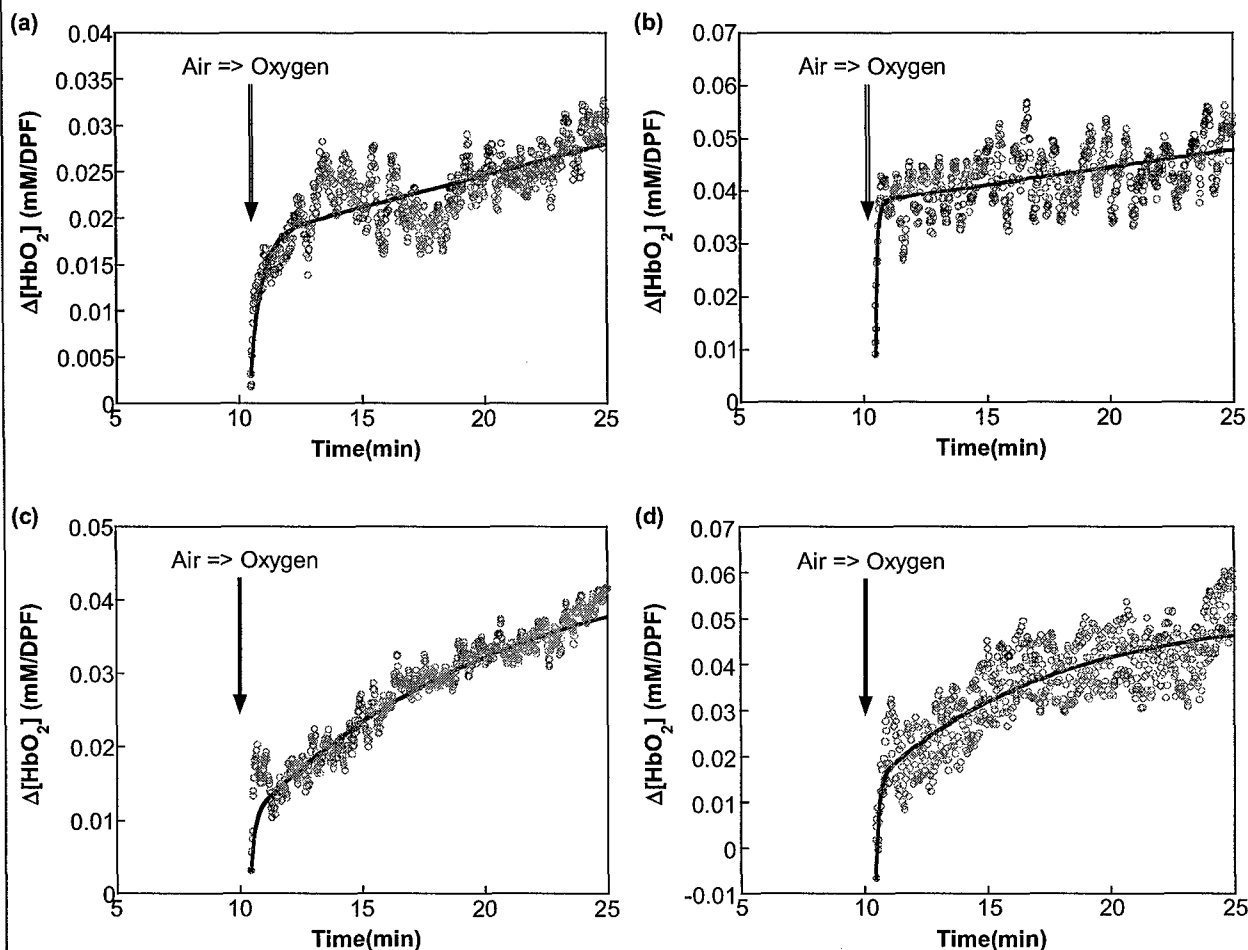 (a)
0.04
0.035
0.03
0.025
0.02
0.015
0.01
0.005
0
Δ[HbO₂] (mM/DPF)
Air => Oxygen
5 10 15 20 25
Time(min)
(b)
0.07
0.06
0.05
0.04
0.03
0.02
0.01
0
Δ[HbO₂] (mM/DPF)
Air => Oxygen
5 10 15 20 25
Time(min)
(c)
0.05
0.04
0.03
0.02
0.01
0
Δ[HbO₂] (mM/DPF)
Air => Oxygen
5 10 15 20 25
Time(min)
(d)
0.07
0.06
0.05
0.04
0.03
0.02
0.01
0
-0.01
Δ[HbO₂] (mM/DPF)
Air => Oxygen
5 10 15 20 25
Time(min)